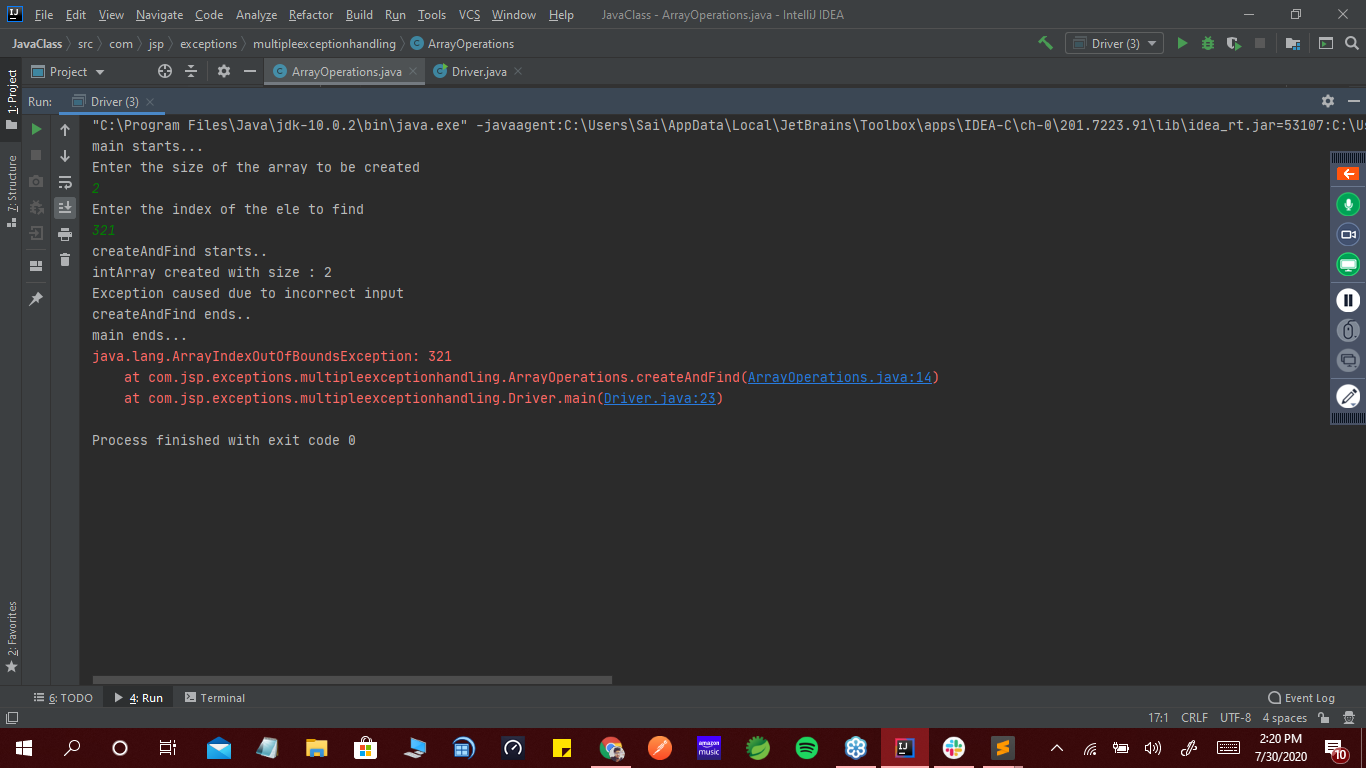 File Edit View Navigate Code Analyze Refactor Build Run Tools VCS Window Help JavaClass - ArrayOperations.java - IntelliJ IDEA
JavaClass src com jsp exceptions multipleexceptionhandling ArrayOperations Driver (3)
1: Project
Project ArrayOperations.java Driver.java
Run: Driver (3)
"C:\Program Files\Java\jdk-10.0.2\bin\java.exe" -javaagent:C:\Users\Sai\AppData\Local\JetBrains\Toolbox\apps\IDEA-C\ch-0\201.7223.91\lib\idea_rt.jar=53107:C:\Us
main starts...
Enter the size of the array to be created
2
Enter the index of the ele to find
321
createAndFind starts..
intArray created with size : 2
Exception caused due to incorrect input
createAndFind ends..
main ends...
java.lang.ArrayIndexOutOfBoundsException: 321
at com.jsp.exceptions.multipleexceptionhandling.ArrayOperations.createAndFind(ArrayOperations.java:14)
at com.jsp.exceptions.multipleexceptionhandling.Driver.main(Driver.java:23)
Process finished with exit code 0
7: Structure
2: Favorites
6: TODO 4: Run Terminal Event Log
17:1 CRLF UTF-8 4 spaces
amazon music
IJ
2:20 PM
7/30/2020
10